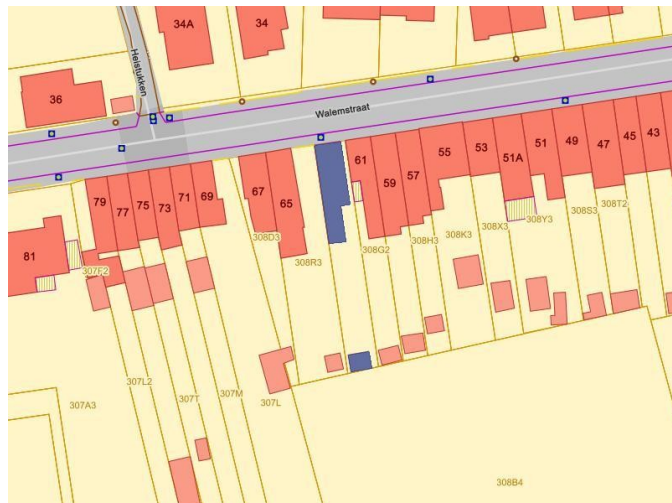 34A
34
Heistukken
36
Walemstraat
61
59
57
55
53
51A
51
49
47
45
43
79
77
75
73
71
69
67
65
81
307F2
308D3
308R3
308G2
308H3
308K3
308X3
308Y3
308S3
308T2
307A3
307L2
307T
307M
307L
308B4